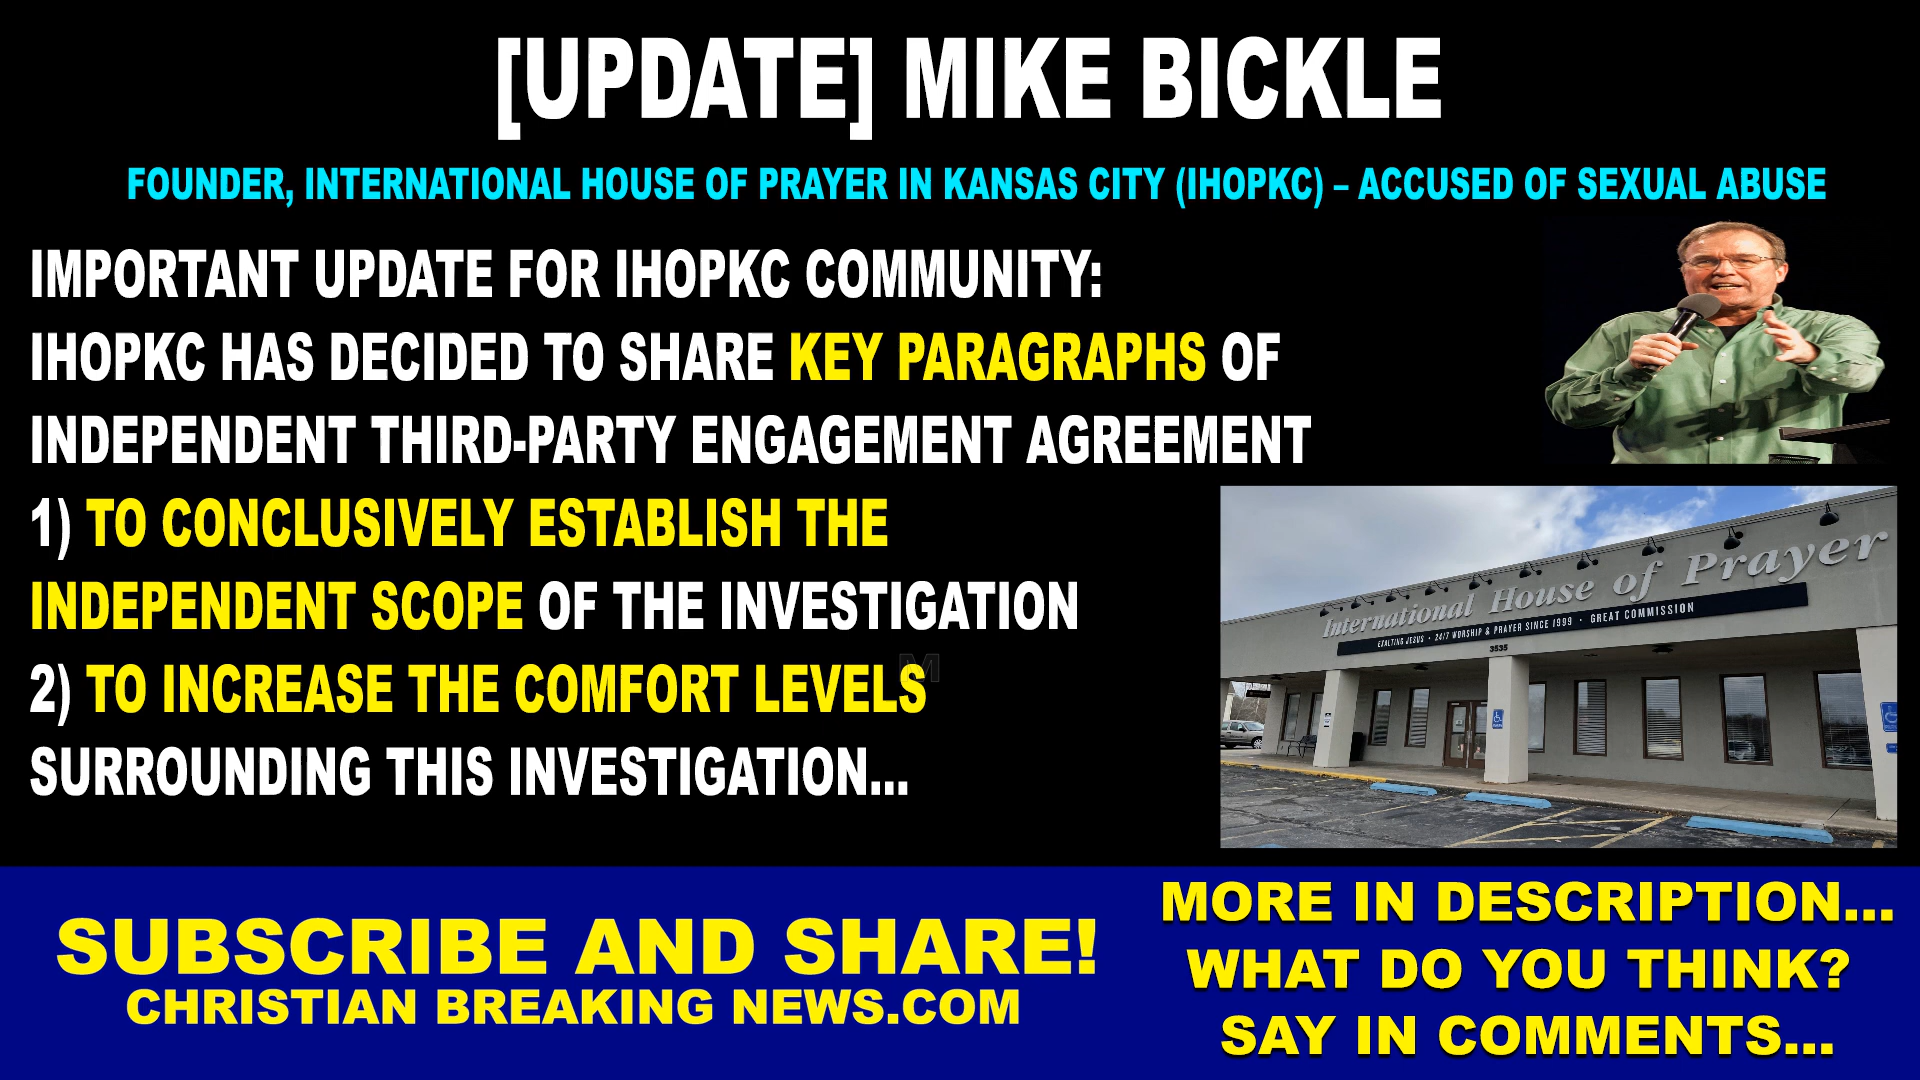 [UPDATE] MIKE BICKLE
FOUNDER, INTERNATIONAL HOUSE OF PRAYER IN KANSAS CITY (IHOPKC) – ACCUSED OF SEXUAL ABUSE
IMPORTANT UPDATE FOR IHOPKC COMMUNITY:
IHOPKC HAS DECIDED TO SHARE KEY PARAGRAPHS OF
INDEPENDENT THIRD-PARTY ENGAGEMENT AGREEMENT
1) TO CONCLUSIVELY ESTABLISH THE
INDEPENDENT SCOPE OF THE INVESTIGATION
2) TO INCREASE THE COMFORT LEVELS
SURROUNDING THIS INVESTIGATION...
M
International House of Prayer
EXALTING JESUS · 24/7 WORSHIP & PRAYER SINCE 1999 · GREAT COMMISSION
3535
SUBSCRIBE AND SHARE!
CHRISTIAN BREAKING NEWS.COM
MORE IN DESCRIPTION...
WHAT DO YOU THINK?
SAY IN COMMENTS...